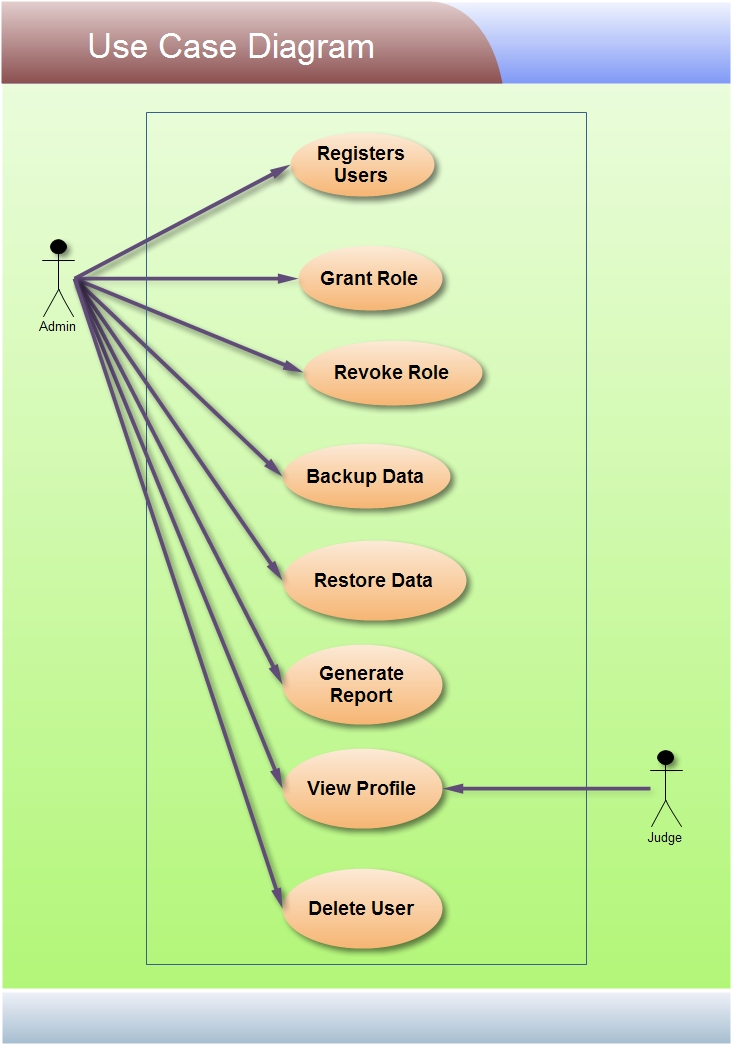 Use Case Diagram
Registers
Users
Admin
Grant Role
Revoke Role
Backup Data
Restore Data
Generate
Report
View Profile
Judge
Delete User